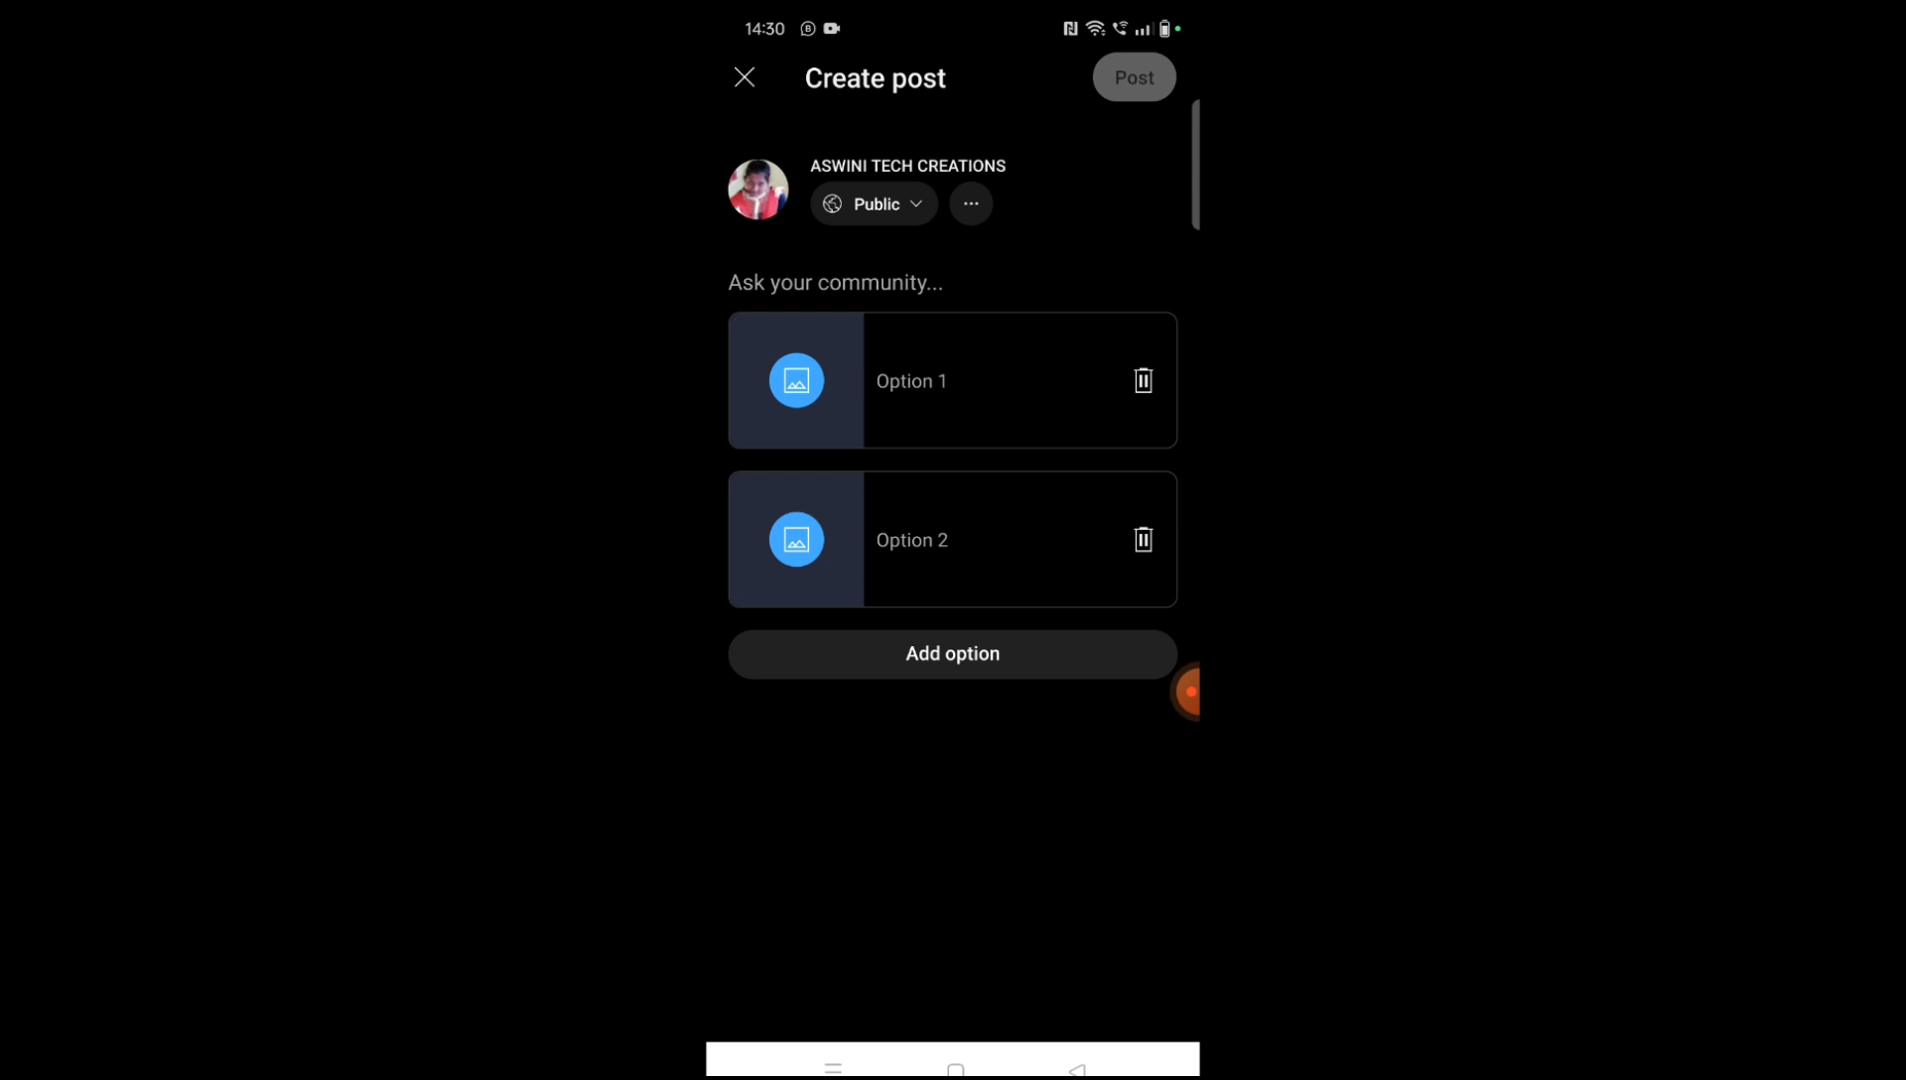 14:30
Create post
Post
ASWINI TECH CREATIONS
Public
Ask your community...
Option 1
Option 2
Add option